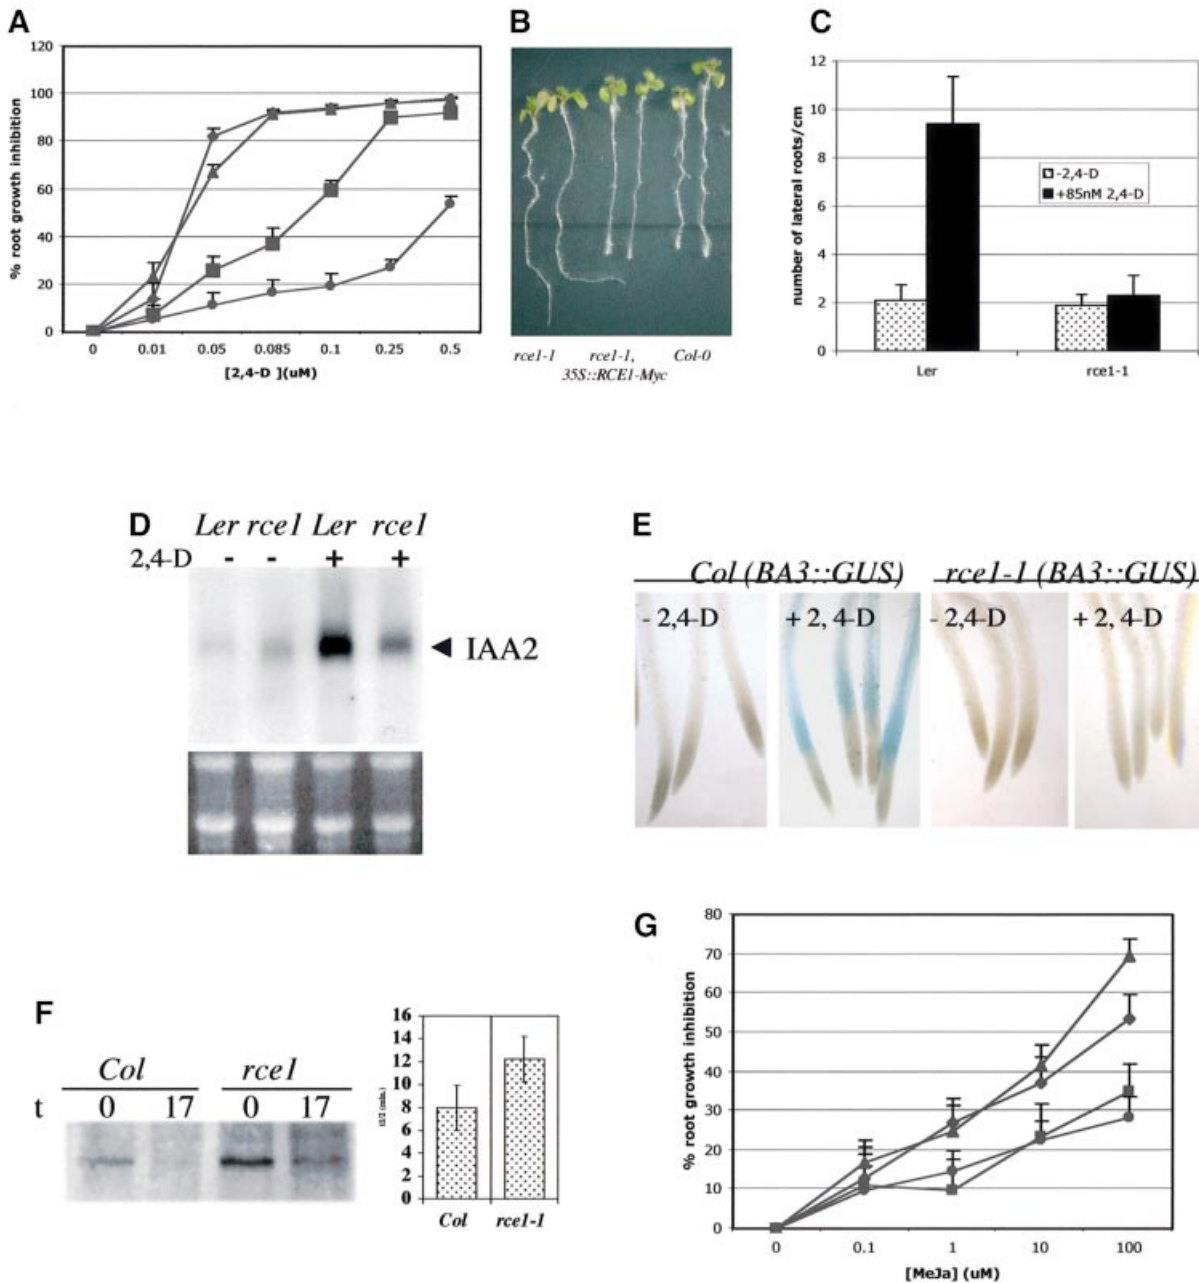 A
120
100
80
60
40
20
0
% root growth inhibition
0 0.01 0.05 0.085 0.1 0.25 0.5
[2,4-D ](uM)
B
rce1-1 rce1-1, Col-0
35S::RCE1-Myc
C
12
10
8
6
4
2
0
number of lateral roots/cm
-2,4-D
+85nM 2,4-D
Ler rce1-1
D
Ler rce1 Ler rce1
2,4-D - - + +
IAA2
E
Col (BA3::GUS) rce1-1 (BA3::GUS)
- 2,4-D + 2, 4-D - 2,4-D + 2,4-D
F
Col rce1
t 0 17 0 17
16
14
12
10
8
6
4
2
0
t1/2 (min.)
Col rce1-1
G
80
70
60
50
40
30
20
10
0
% root growth inhibition
0 0.1 1 10 100
[MeJa] (uM)